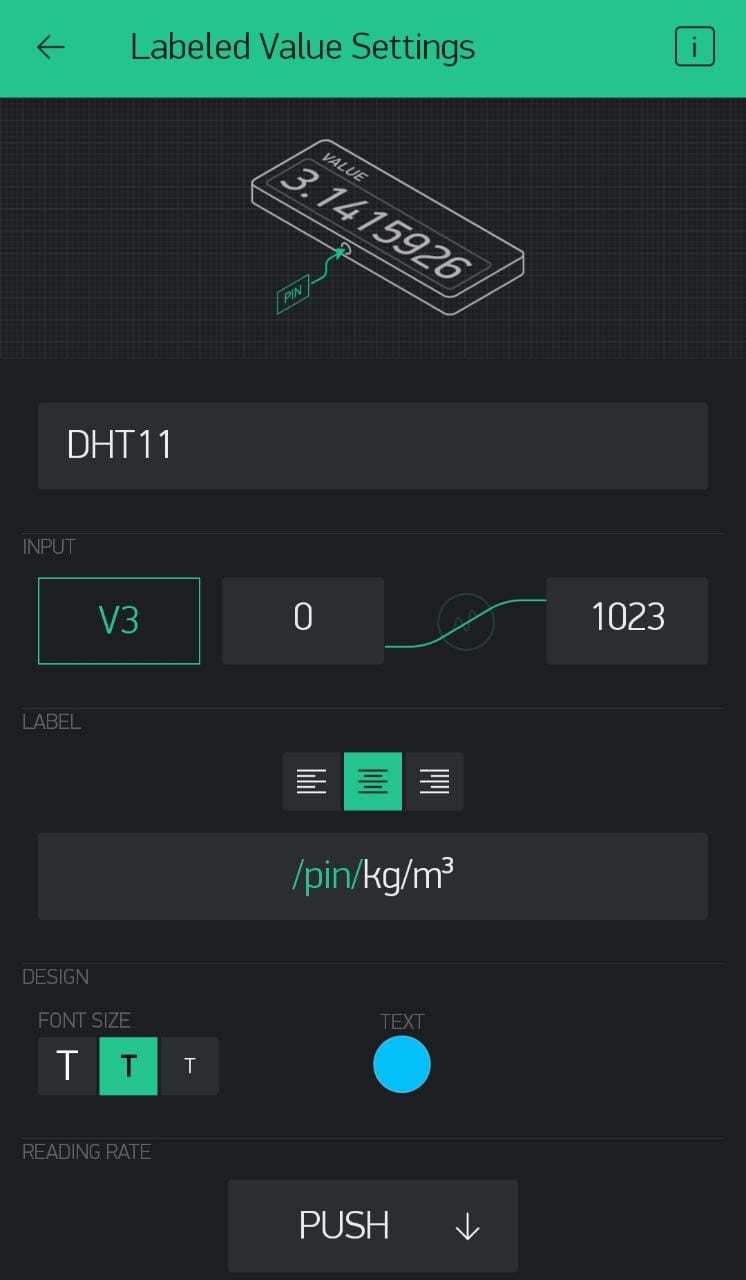 Labeled Value Settings
i
VALUE
3.1415926
PIN
DHT11
INPUT
V3 0 1023
LABEL
/pin/kg/m³
DESIGN
FONT SIZE TEXT
T T T
READING RATE
PUSH